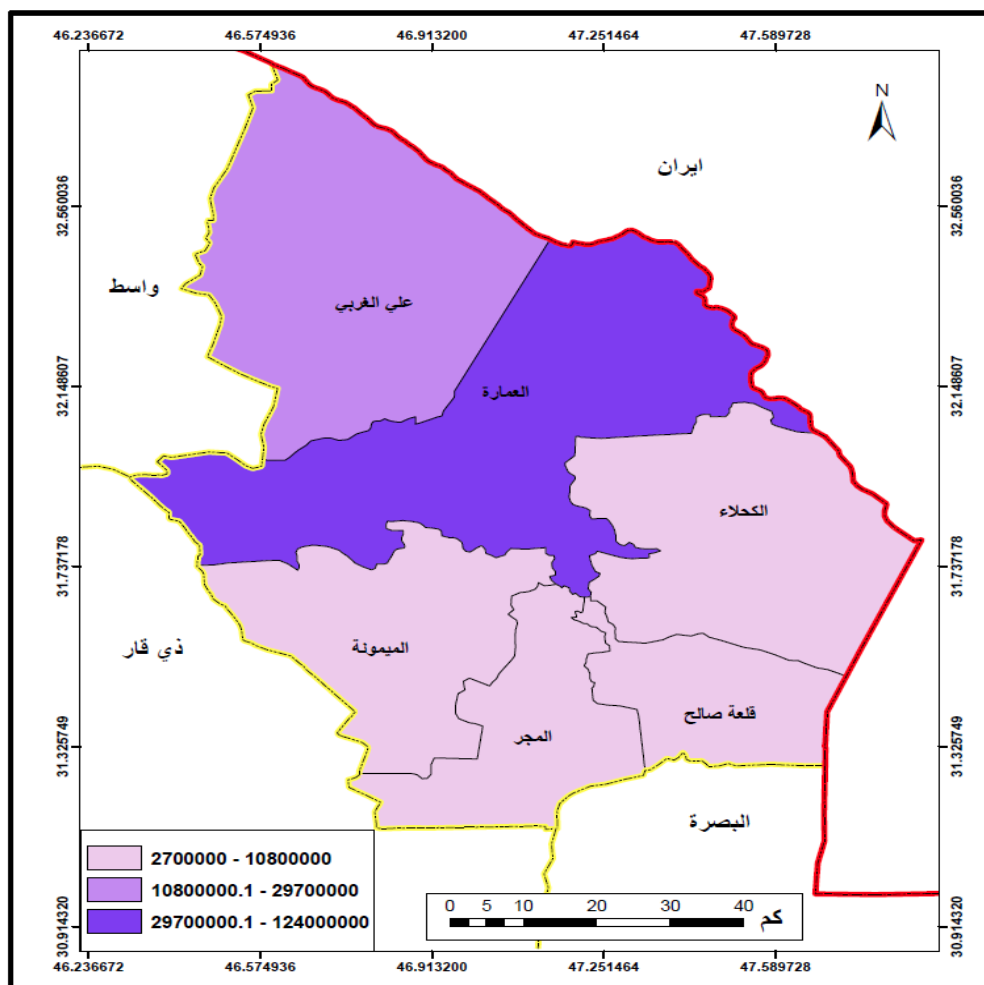 46.236672 46.574936 46.913200 47.251464 47.589728
N
ايران
32.560036 32.560036
واسط
علي الغربي
32.148607 32.148607
العمارة
الكحلاء
31.737178 31.737178
ذي قار
الميمونة
قلعة صالح
المجر
31.325749 31.325749
البصرة
2700000 - 10800000
10800000.1 - 29700000
29700000.1 - 124000000
0 5 10 20 30 40
كم
30.914320 30.914320
46.236672 46.574936 46.913200 47.251464 47.589728